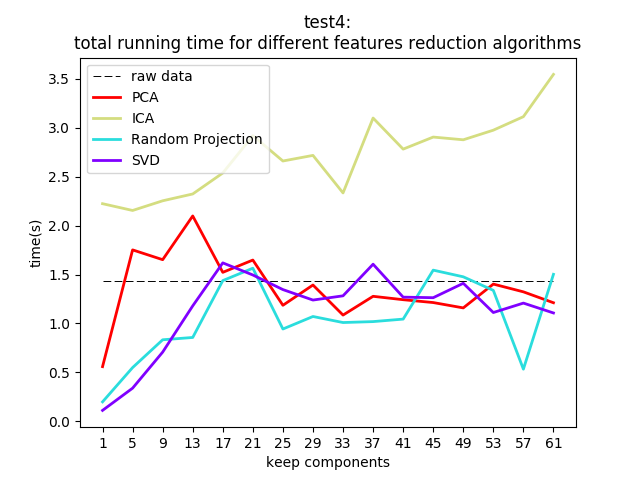 test4:
total running time for different features reduction algorithms
raw data
PCA
ICA
Random Projection
SVD
time(s)
3.5
3.0
2.5
2.0
1.5
1.0
0.5
0.0
1 5 9 13 17 21 25 29 33 37 41 45 49 53 57 61
keep components